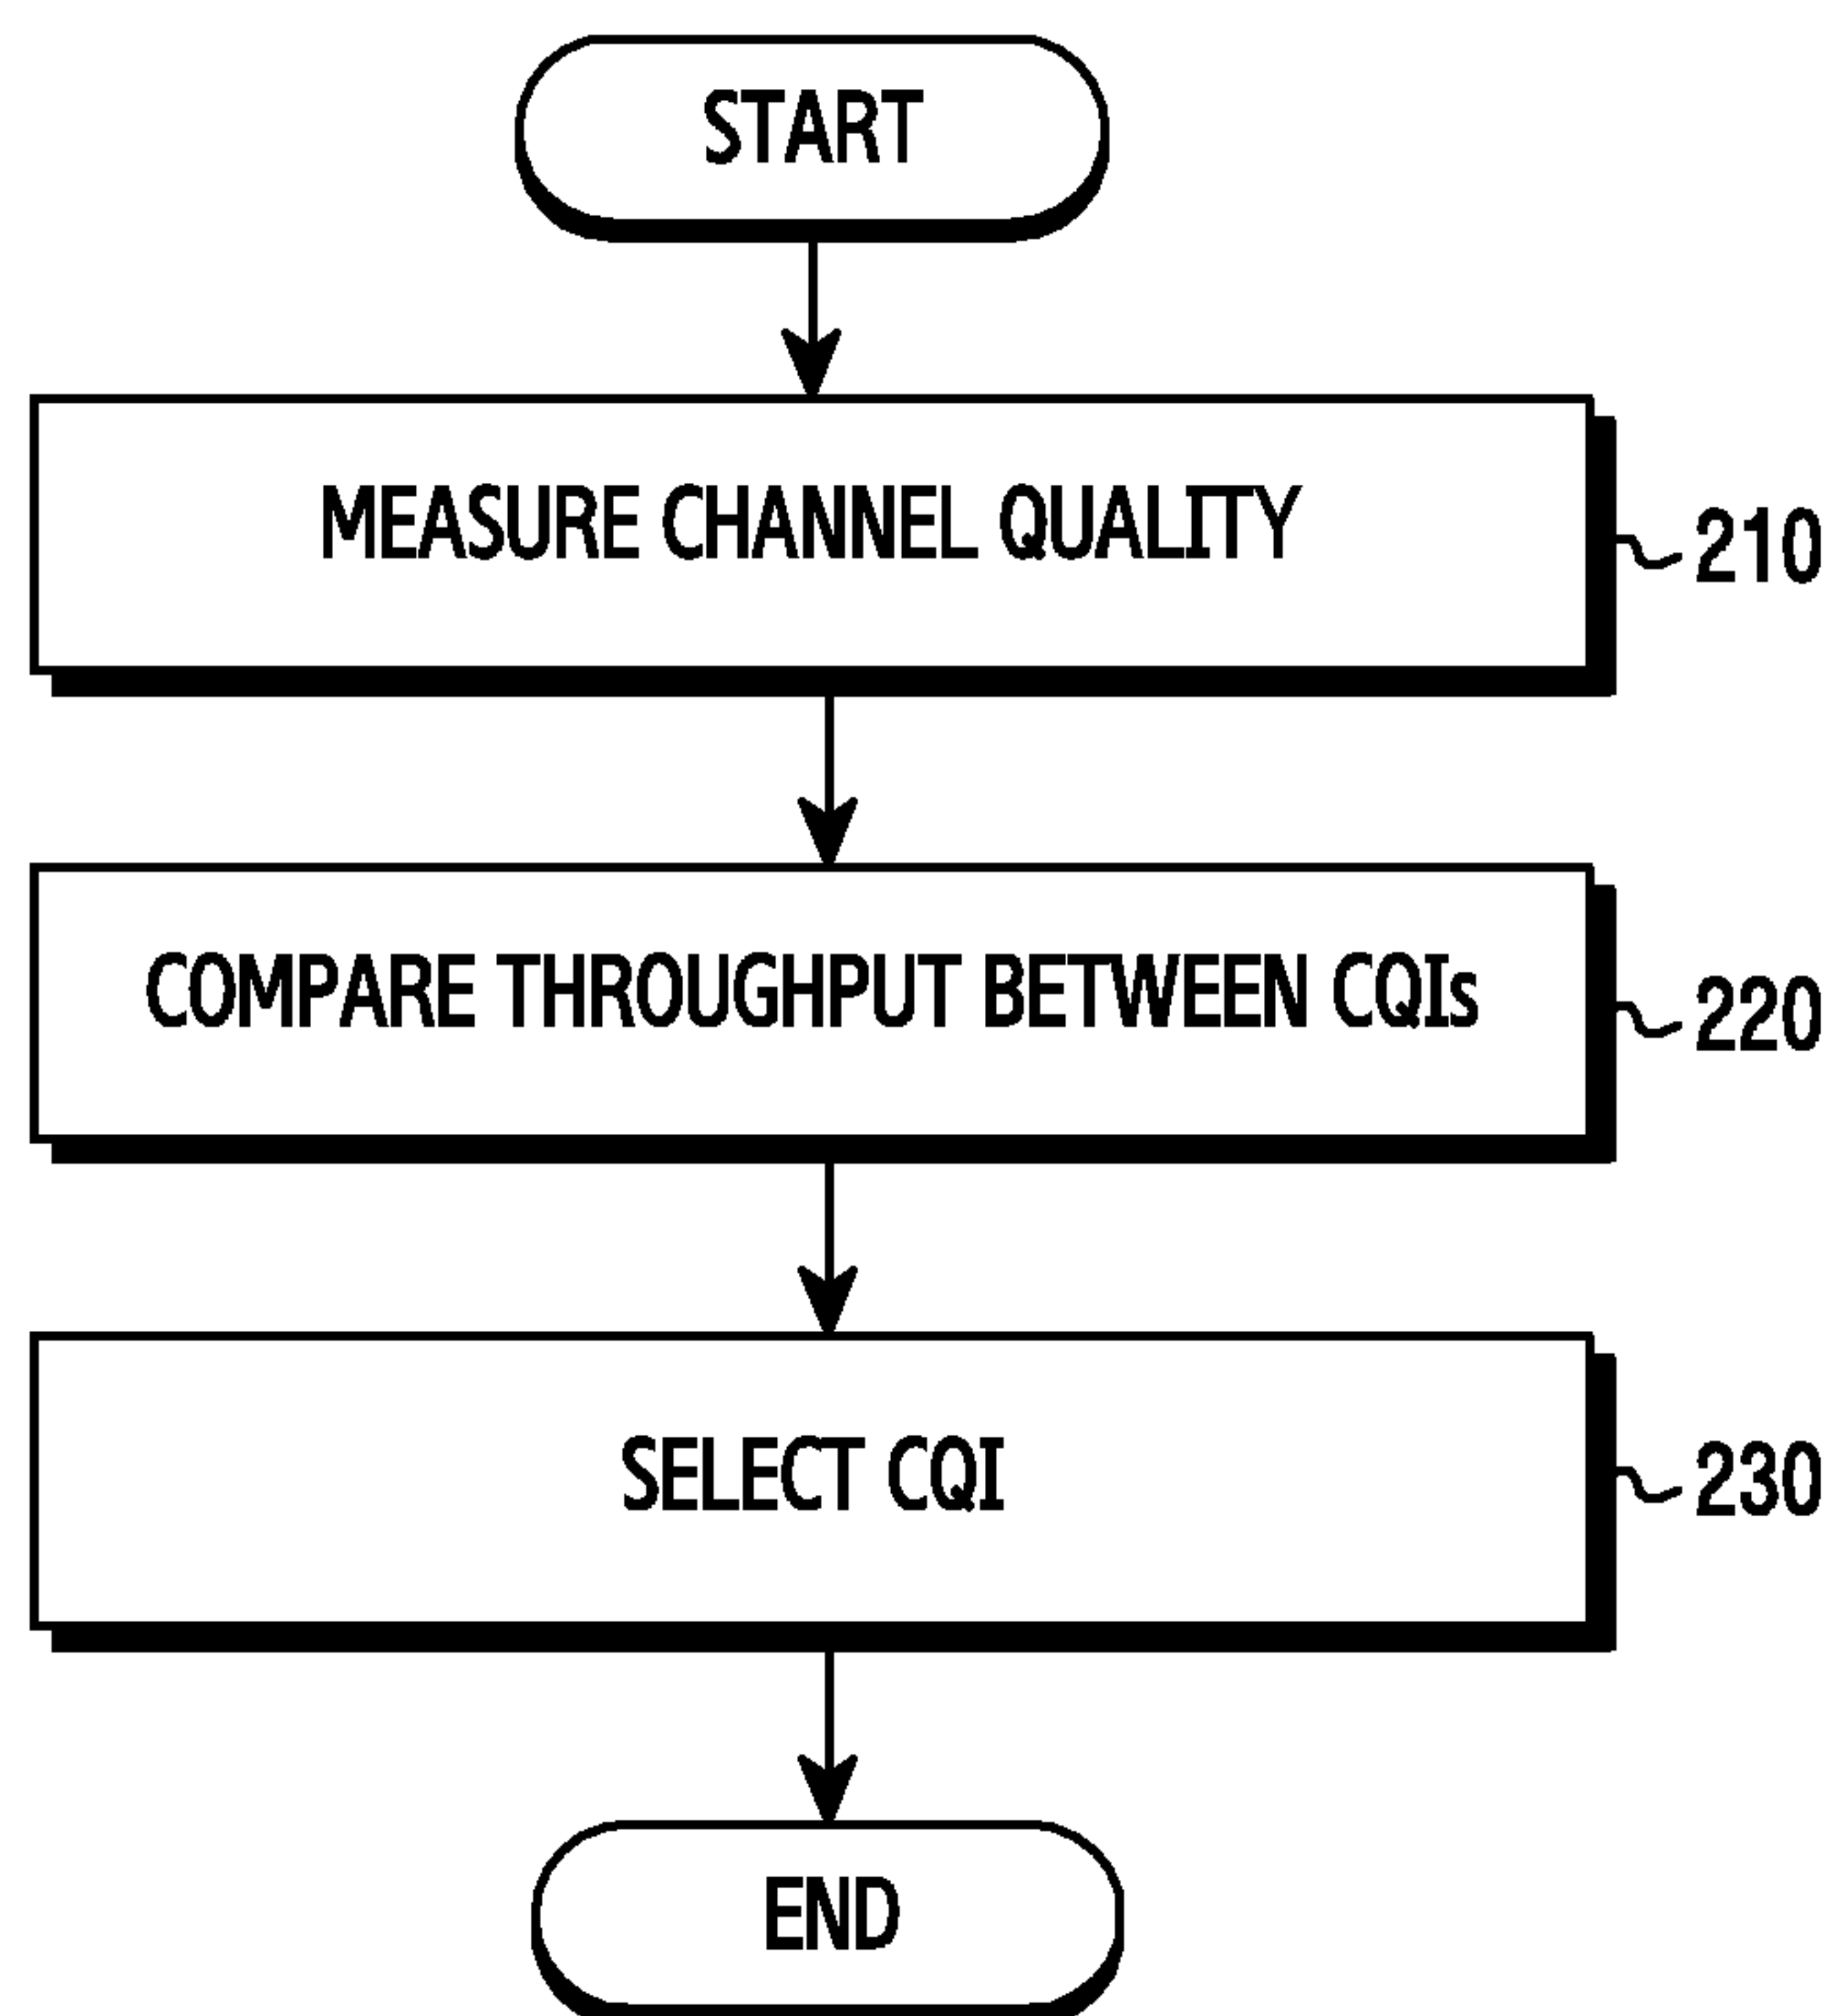 START
MEASURE CHANNEL QUALITY
210
COMPARE THROUGHPUT BETWEEN CQIs
220
SELECT CQI
230
END